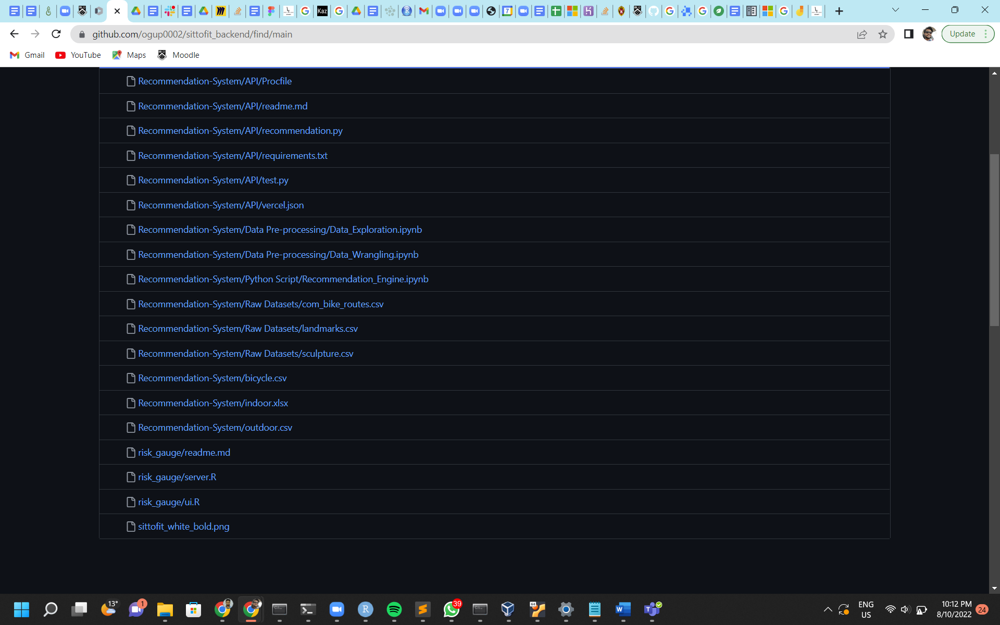 Kaz
7
github.com/ogup0002/sittofit_backend/find/main
Update
Gmail
YouTube
Maps
Moodle
Recommendation-System/API/Procfile
Recommendation-System/API/readme.md
Recommendation-System/API/recommendation.py
Recommendation-System/API/requirements.txt
Recommendation-System/API/test.py
Recommendation-System/API/vercel.json
Recommendation-System/Data Pre-processing/Data_Exploration.ipynb
Recommendation-System/Data Pre-processing/Data_Wrangling.ipynb
Recommendation-System/Python Script/Recommendation_Engine.ipynb
Recommendation-System/Raw Datasets/com_bike_routes.csv
Recommendation-System/Raw Datasets/landmarks.csv
Recommendation-System/Raw Datasets/sculpture.csv
Recommendation-System/bicycle.csv
Recommendation-System/indoor.xlsx
Recommendation-System/outdoor.csv
risk_gauge/readme.md
risk_gauge/server.R
risk_gauge/ui.R
sittofit_white_bold.png
13°
1
39
64
ENG
US
10:12 PM
8/10/2022
24